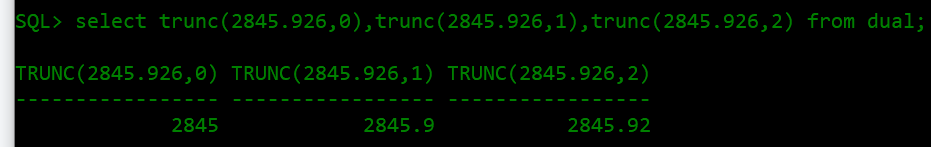 SQL> select trunc(2845.926,0),trunc(2845.926,1),trunc(2845.926,2) from dual;
TRUNC(2845.926,0) TRUNC(2845.926,1) TRUNC(2845.926,2)
----------------- ----------------- -----------------
2845 2845.9 2845.92